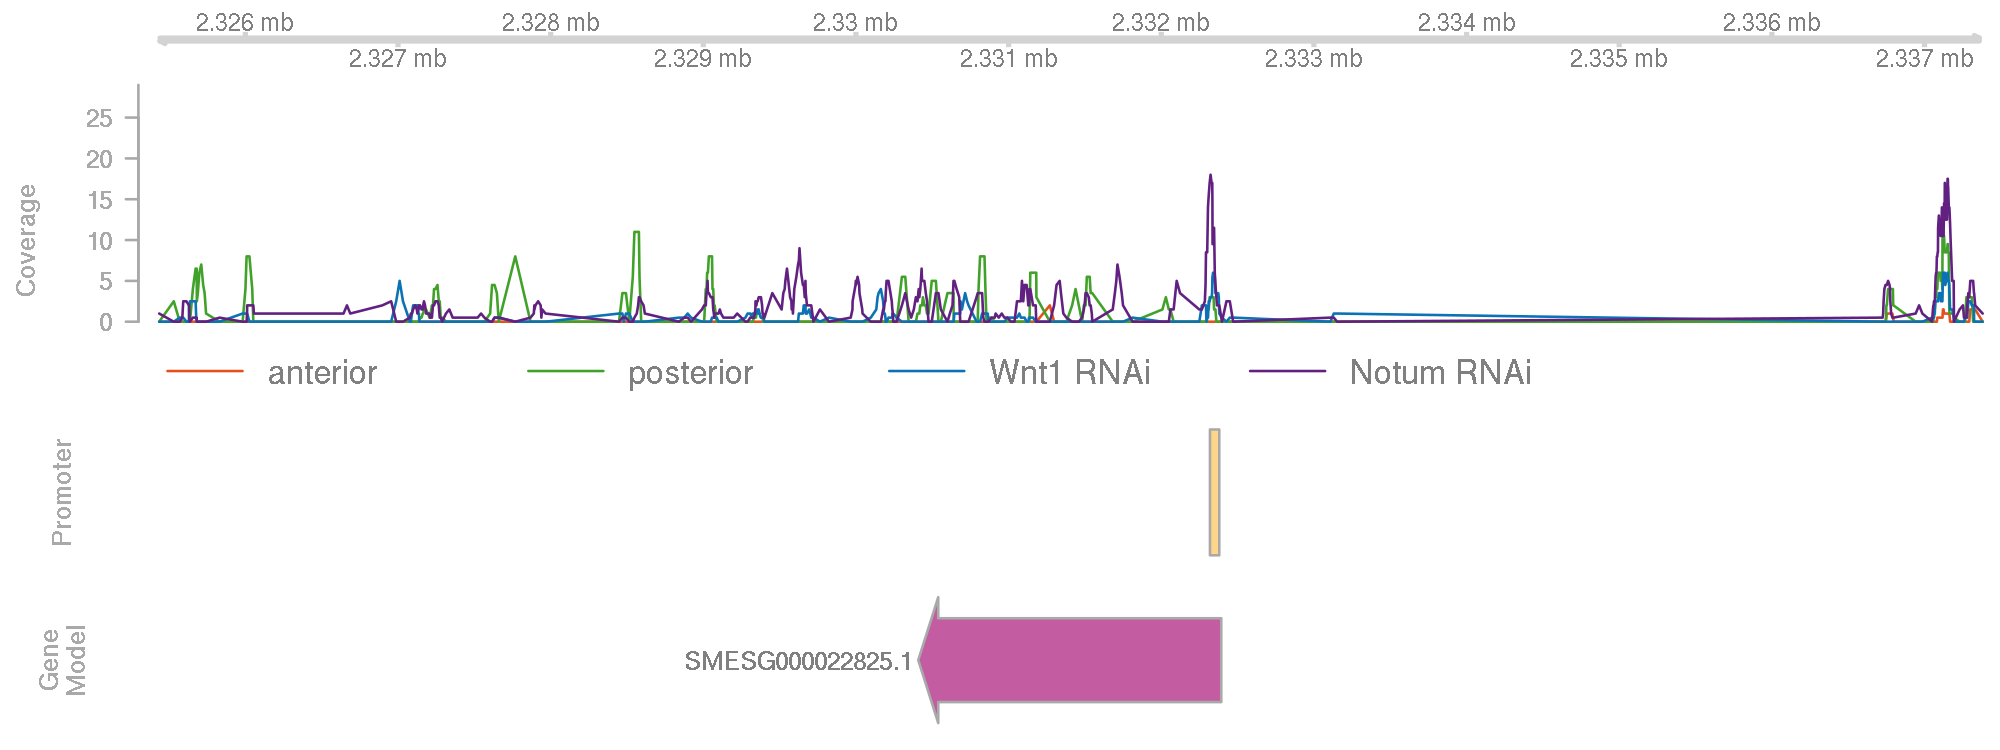 2.326 mb 2.328 mb 2.33 mb 2.332 mb 2.334 mb 2.336 mb
2.327 mb 2.329 mb 2.331 mb 2.333 mb 2.335 mb 2.337 mb
Coverage
25
20
15
10
5
0
anterior posterior Wnt1 RNAi Notum RNAi
Promoter
Gene
Model
SMESG000022825.1